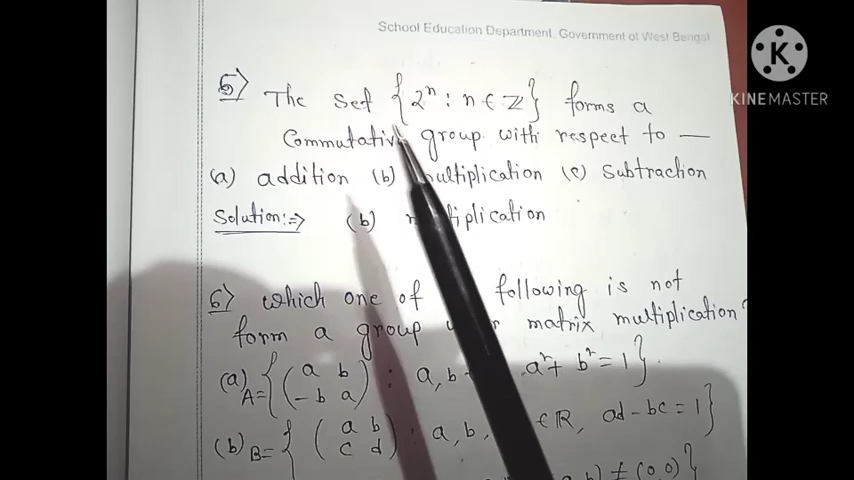 School Education Department, Government of West Bengal
KINEMASTER
5) The set {2ⁿ : n ∈ ℤ} forms a
Commutative group with respect to —
(a) addition (b) multiplication (c) Subtraction
Solution:⇒ (b) multiplication
6) which one of following is not
form a group matrix multiplication?
(a) A = { ( a b : a, b a² + b² = 1 }.
-b a )
(b) B = { ( a b : a, b, ∈ ℝ, ad - bc = 1 }
c d )
b) ≠ (0,0) }